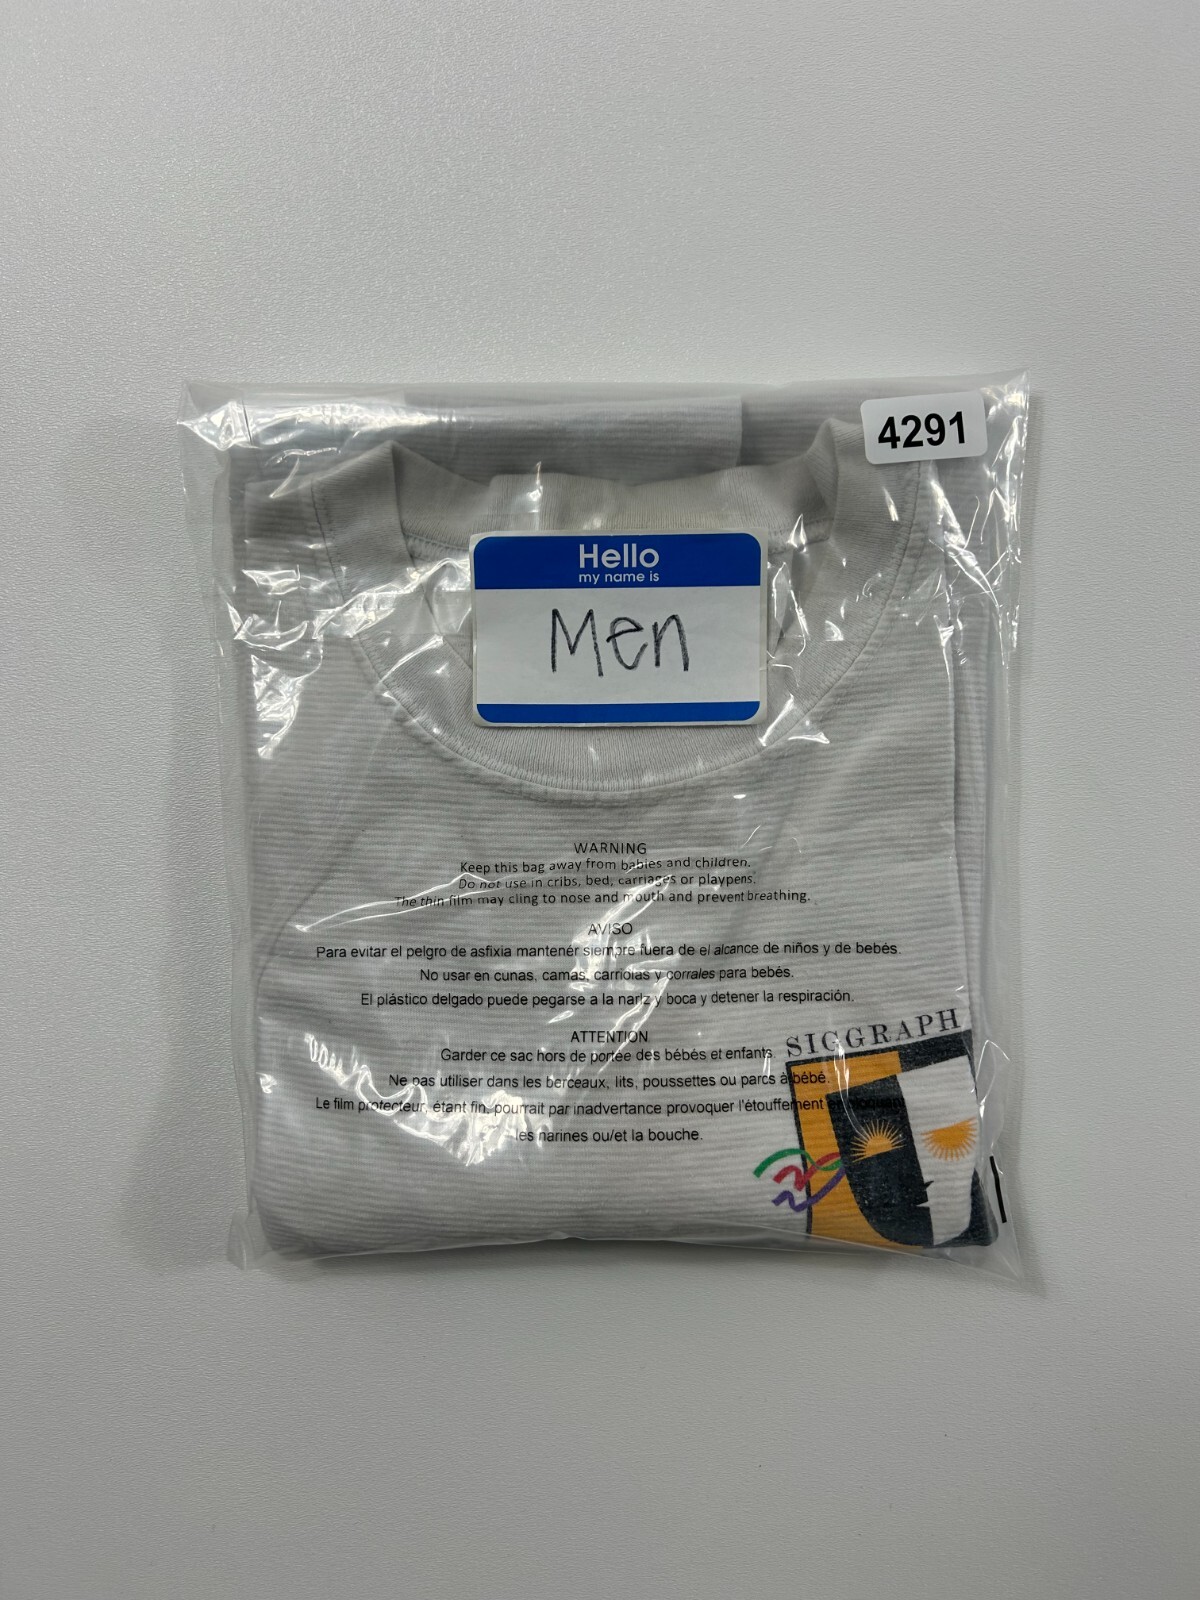 4291
Hello
my name is
Men
WARNING
Keep this bag away from babies and children.
Do not use in cribs, bed, carriages or playpens.
The thin film may cling to nose and mouth and prevent breathing.
AVISO
Para evitar el pelgro de asfixia mantener siempre fuera de el alcance de niños y de bebés.
No usar en cunas, camas, carriolas y corrales para bebés.
El plástico delgado puede pegarse a la nariz y boca y detener la respiración.
SIGGRAPH
ATTENTION
Garder ce sac hors de portée des bébés et enfants.
Ne pas utiliser dans les berceaux, lits, poussettes ou parcs à bébé.
Le film protecteur, étant fin, pourrait par inadvertance provoquer l'étouffement
les narines ou/et la bouche.